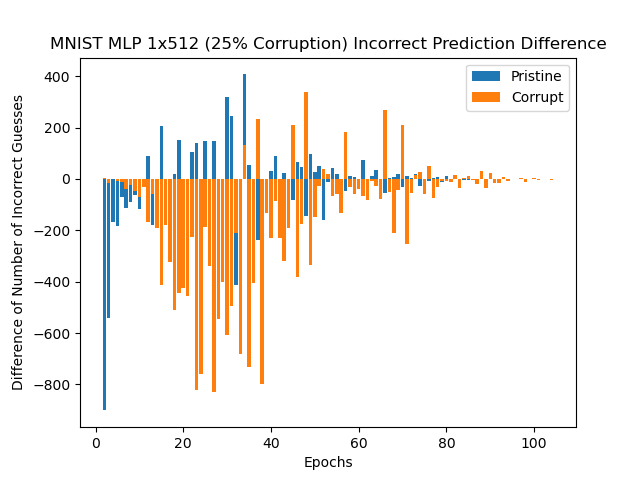 MNIST MLP 1x512 (25% Corruption) Incorrect Prediction Difference
Pristine
Corrupt
Difference of Number of Incorrect Guesses
400
200
0
−200
−400
−600
−800
0 20 40 60 80 100
Epochs